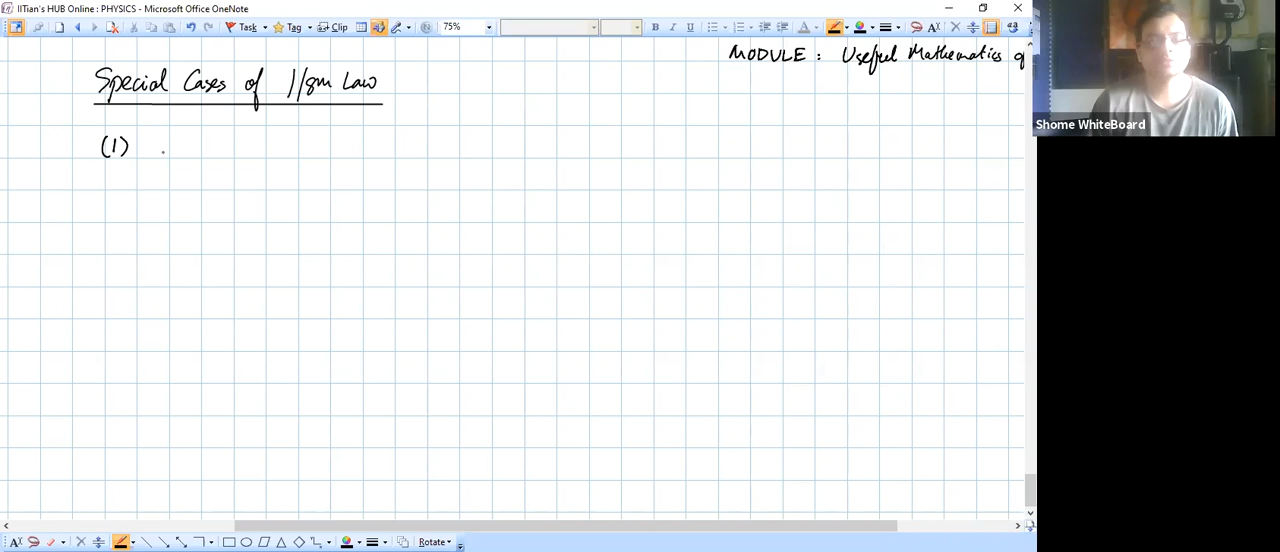 IITian's HUB Online : PHYSICS - Microsoft Office OneNote
Task Tag Clip 75%
B I U
MODULE : Useful Mathematics of
Special Cases of ||gm Law
(1)
Shome WhiteBoard
Rotate